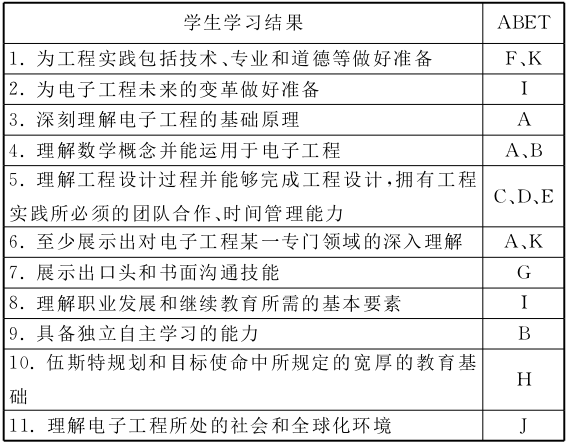 学生学习结果 ABET
1. 为工程实践包括技术、专业和道德等做好准备 F、K
2. 为电子工程未来的变革做好准备 I
3. 深刻理解电子工程的基础原理 A
4. 理解数学概念并能运用于电子工程 A、B
5. 理解工程设计过程并能够完成工程设计,拥有工程
实践所必须的团队合作、时间管理能力 C、D、E
6. 至少展示出对电子工程某一专门领域的深入理解 A、K
7. 展示出口头和书面沟通技能 G
8. 理解职业发展和继续教育所需的基本要素 I
9. 具备独立自主学习的能力 B
10. 伍斯特规划和目标使命中所规定的宽厚的教育基
础 H
11. 理解电子工程所处的社会和全球化环境 J